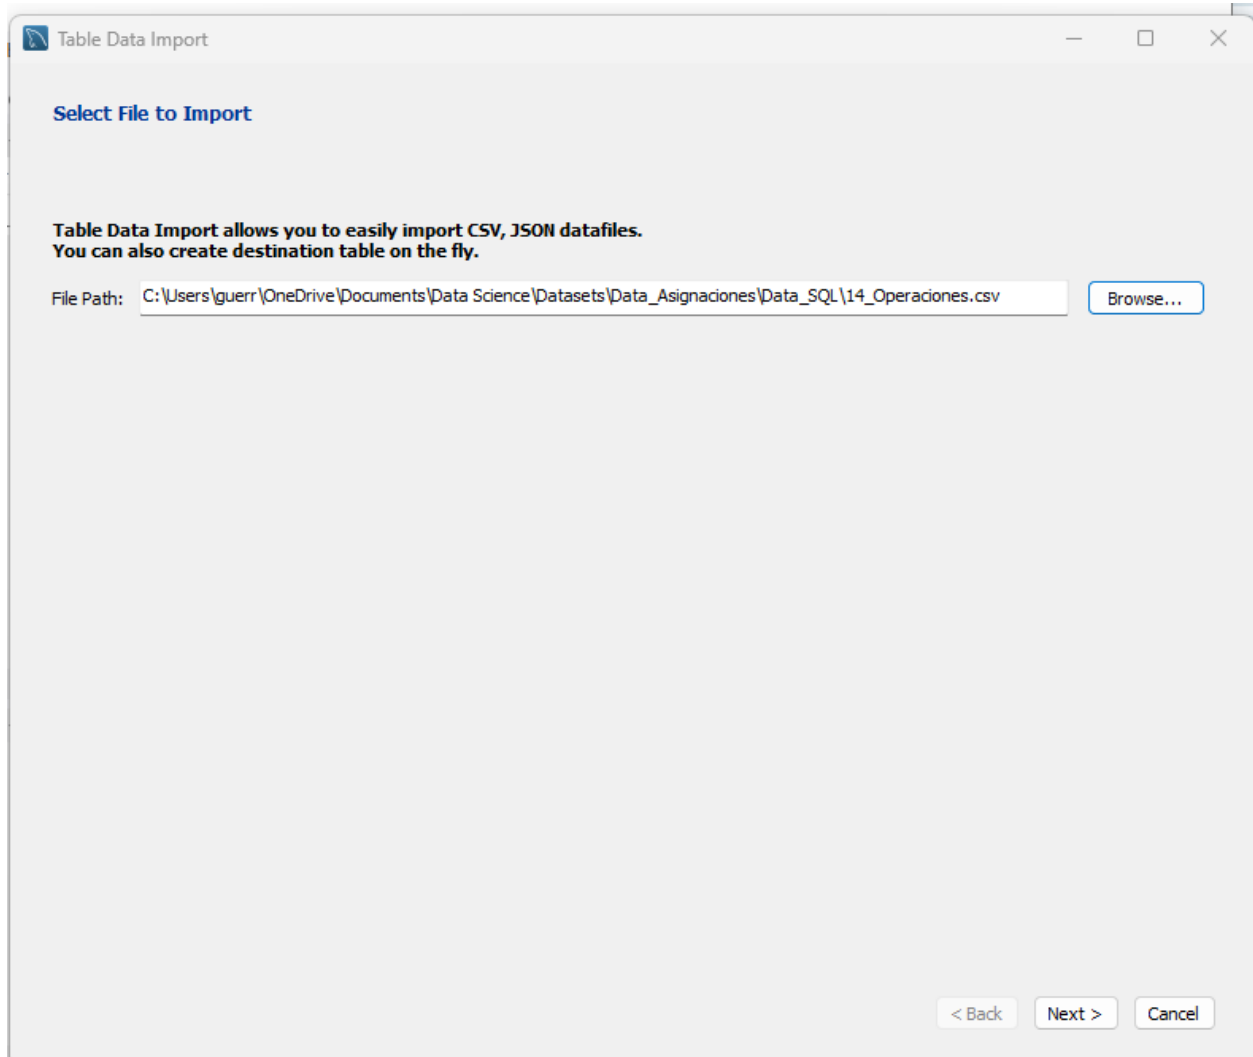 Table Data Import
Select File to Import
Table Data Import allows you to easily import CSV, JSON datafiles.
You can also create destination table on the fly.
File Path: C:\Users\guerr\OneDrive\Documents\Data Science\Datasets\Data_Asignaciones\Data_SQL\14_Operaciones.csv Browse...
< Back Next > Cancel